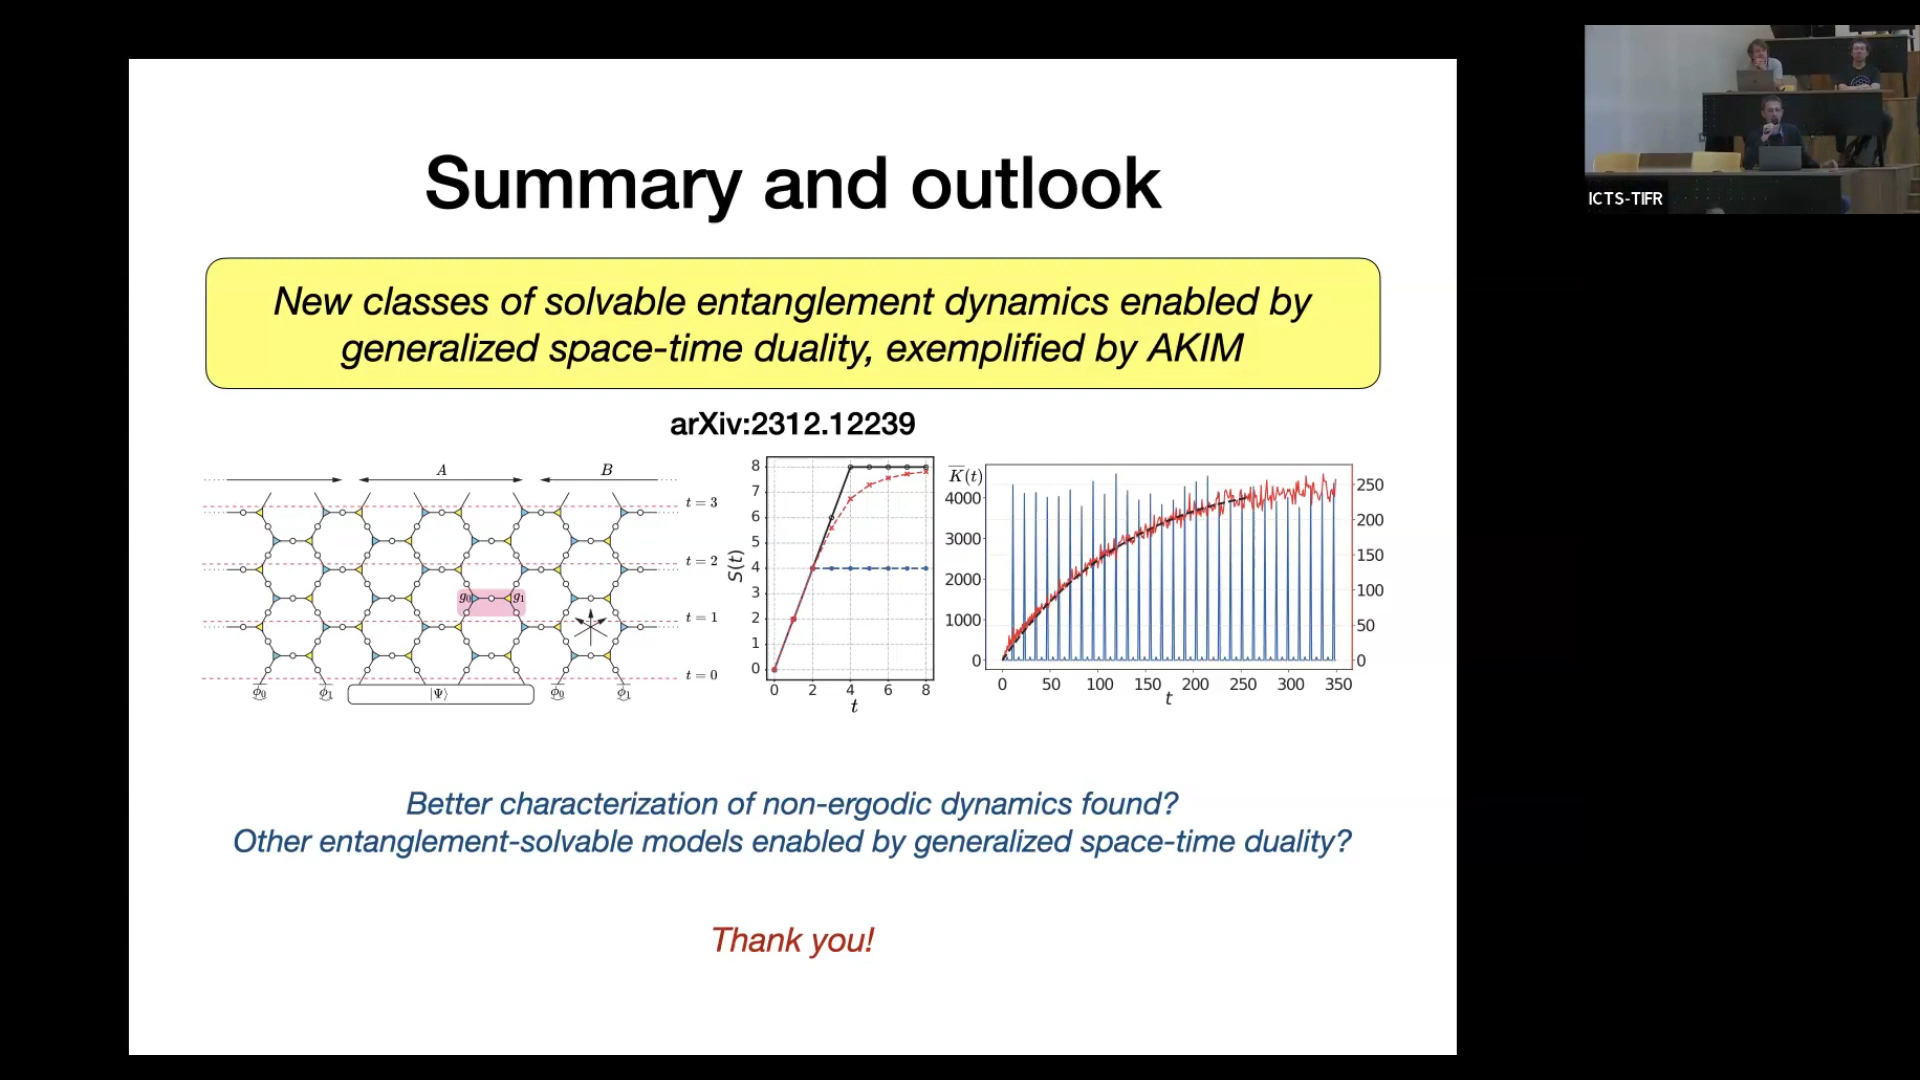 Summary and outlook
New classes of solvable entanglement dynamics enabled by
generalized space-time duality, exemplified by AKIM
arXiv:2312.12239
A
B
t = 3
t = 2
g₀
g₁
t = 1
t = 0
ϕ₀
ϕ₁
|Ψ⟩
ϕ₀
ϕ₁
S(t)
8
7
6
5
4
3
2
1
0
0 2 4 6 8
t
K̅(t)
4000
3000
2000
1000
0
250
200
150
100
50
0
0 50 100 150 200 250 300 350
t
Better characterization of non-ergodic dynamics found?
Other entanglement-solvable models enabled by generalized space-time duality?
Thank you!
ICTS-TIFR